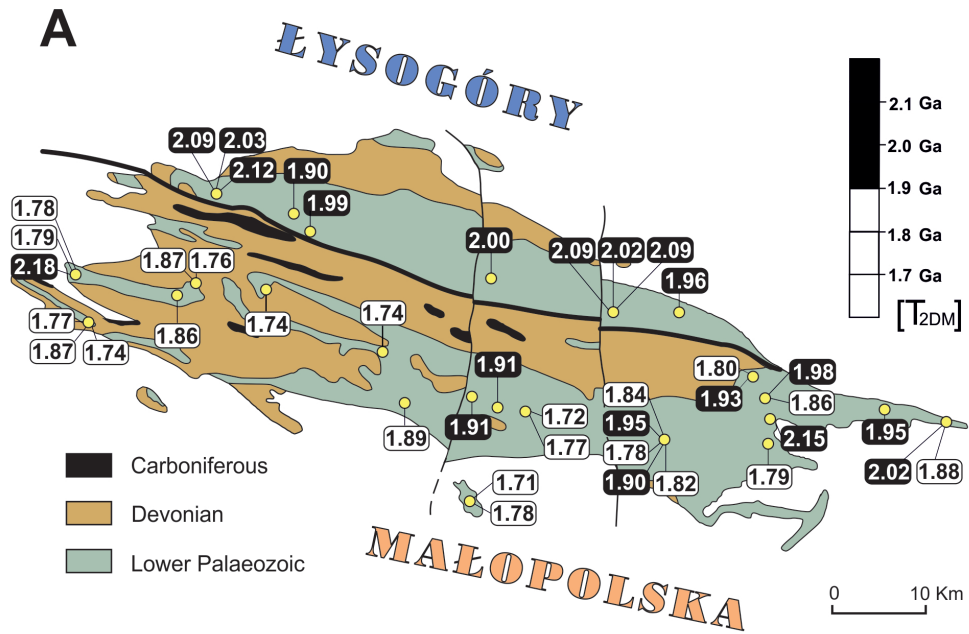 A
ŁYSOGÓRY
2.1 Ga
2.0 Ga
1.9 Ga
1.8 Ga
1.7 Ga
[T2DM]
2.09 2.03
2.12 1.90
1.99
1.78
1.79
2.18
1.87 1.76
2.00
2.09 2.02 2.09
1.96
1.77
1.87 1.74
1.86
1.74
1.74
1.91
1.80
1.98
1.93
1.86
1.84
1.95
1.78
1.72
1.77
1.89
1.91
2.15
1.95
1.79
2.02 1.88
1.90 1.82
1.71
1.78
Carboniferous
Devonian
Lower Palaeozoic
MAŁOPOLSKA
0 10 Km